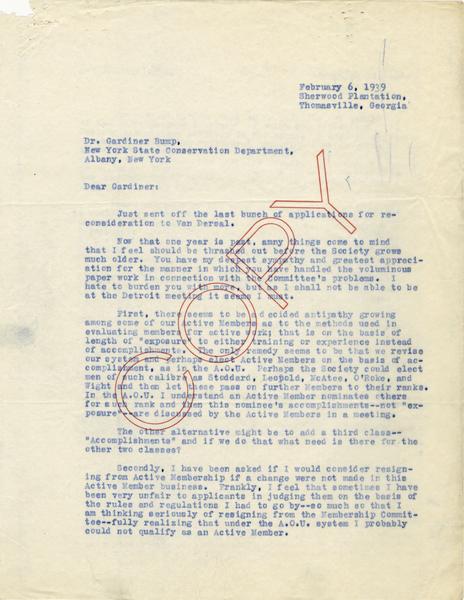 February 6, 1939
Sherwood Plantation,
Thomasville, Georgia
Dr. Gardiner Bump,
New York State Conservation Department,
Albany, New York
Dear Gardiner:
Just sent off the last bunch of applications for re-
consideration to Van Dersal.
Now that one year is past, amny things come to mind
that I feel should be thrashed out before the Society grows
much older. You have my deepest sympathy and greatest appreci-
ation for the manner in which you have handled the voluminous
paper work in connection with the Committee's problems. I
hate to burden you with more, but as I shall not be able to be
at the Detroit meeting it seems I must.
First, there seems to be a decided antipathy growing
among some of our active Members as to the methods used in
evaluating members for active work; that is on the basis of
length of "exposure" to either training or experience instead
of accomplishments. The only remedy seems to be that we revise
our system and perhaps elect Active Members on the basis of ac-
complishment, as in the A.O.U. Perhaps the Society could elect
men of such calibre as Stoddard, Leopold, McAtee, O'Roke, and
Wight and then let these pass on further Members to their ranks.
In the A.O.U. I understand an Active Member nominates others
for such rank and from this nominee's accomplishments--not "ex-
posure"--are discussed by the Active Members in a meeting.
The other alternative might be to add a third class--
"Accomplishments" and if we do that what need is there for the
other two classes?
Secondly, I have been asked if I would consider resign-
ing from Active Membership if a change were not made in this
Active Member business. Frankly, I feel that sometimes I have
been very unfair to applicants in judging them on the basis of
the rules and regulations I had to go by--so much so that I
am thinking seriously of resigning from the Membership Commit-
tee--fully realizing that under the A.O.U. system I probably
could not qualify as an Active Member.
COPY